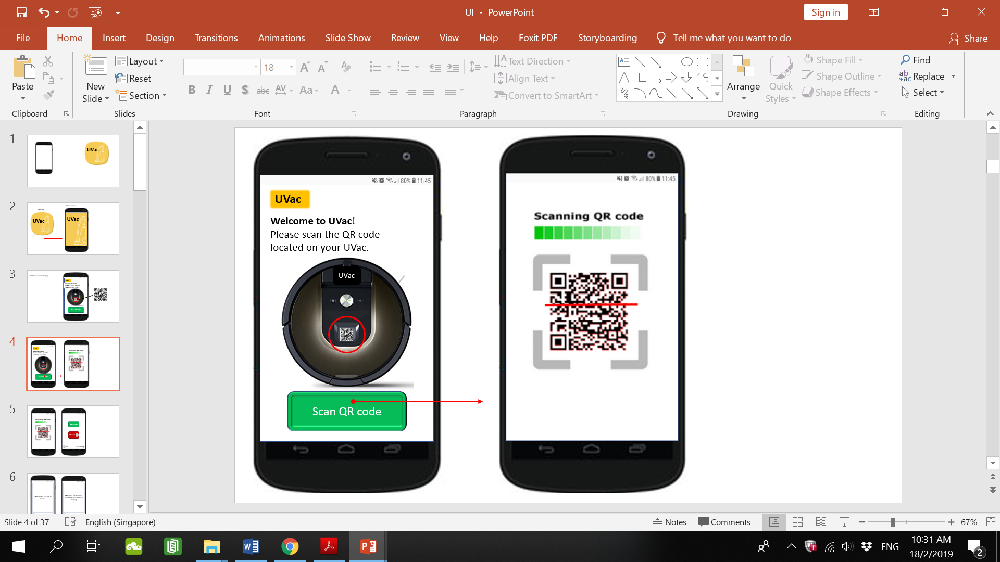 UI - PowerPoint
Sign in
File
Home
Insert
Design
Transitions
Animations
Slide Show
Review
View
Help
Foxit PDF
Storyboarding
Tell me what you want to do
Share
Paste
Clipboard
New
Slide
Layout
Reset
Section
Slides
18
B I U S abc AV Aa A
Font
Text Direction
Align Text
Convert to SmartArt
Paragraph
Arrange
Quick
Styles
Shape Fill
Shape Outline
Shape Effects
Drawing
Find
Replace
Select
Editing
1
UVac
2
UVac
UVac
3
4
5
6
80% 11:45
UVac
Welcome to UVac!
Please scan the QR code
located on your UVac.
UVac
Scan QR code
80% 11:45
Scanning QR code
Slide 4 of 37
English (Singapore)
Notes
Comments
67%
ENG
10:31 AM
18/2/2019
2